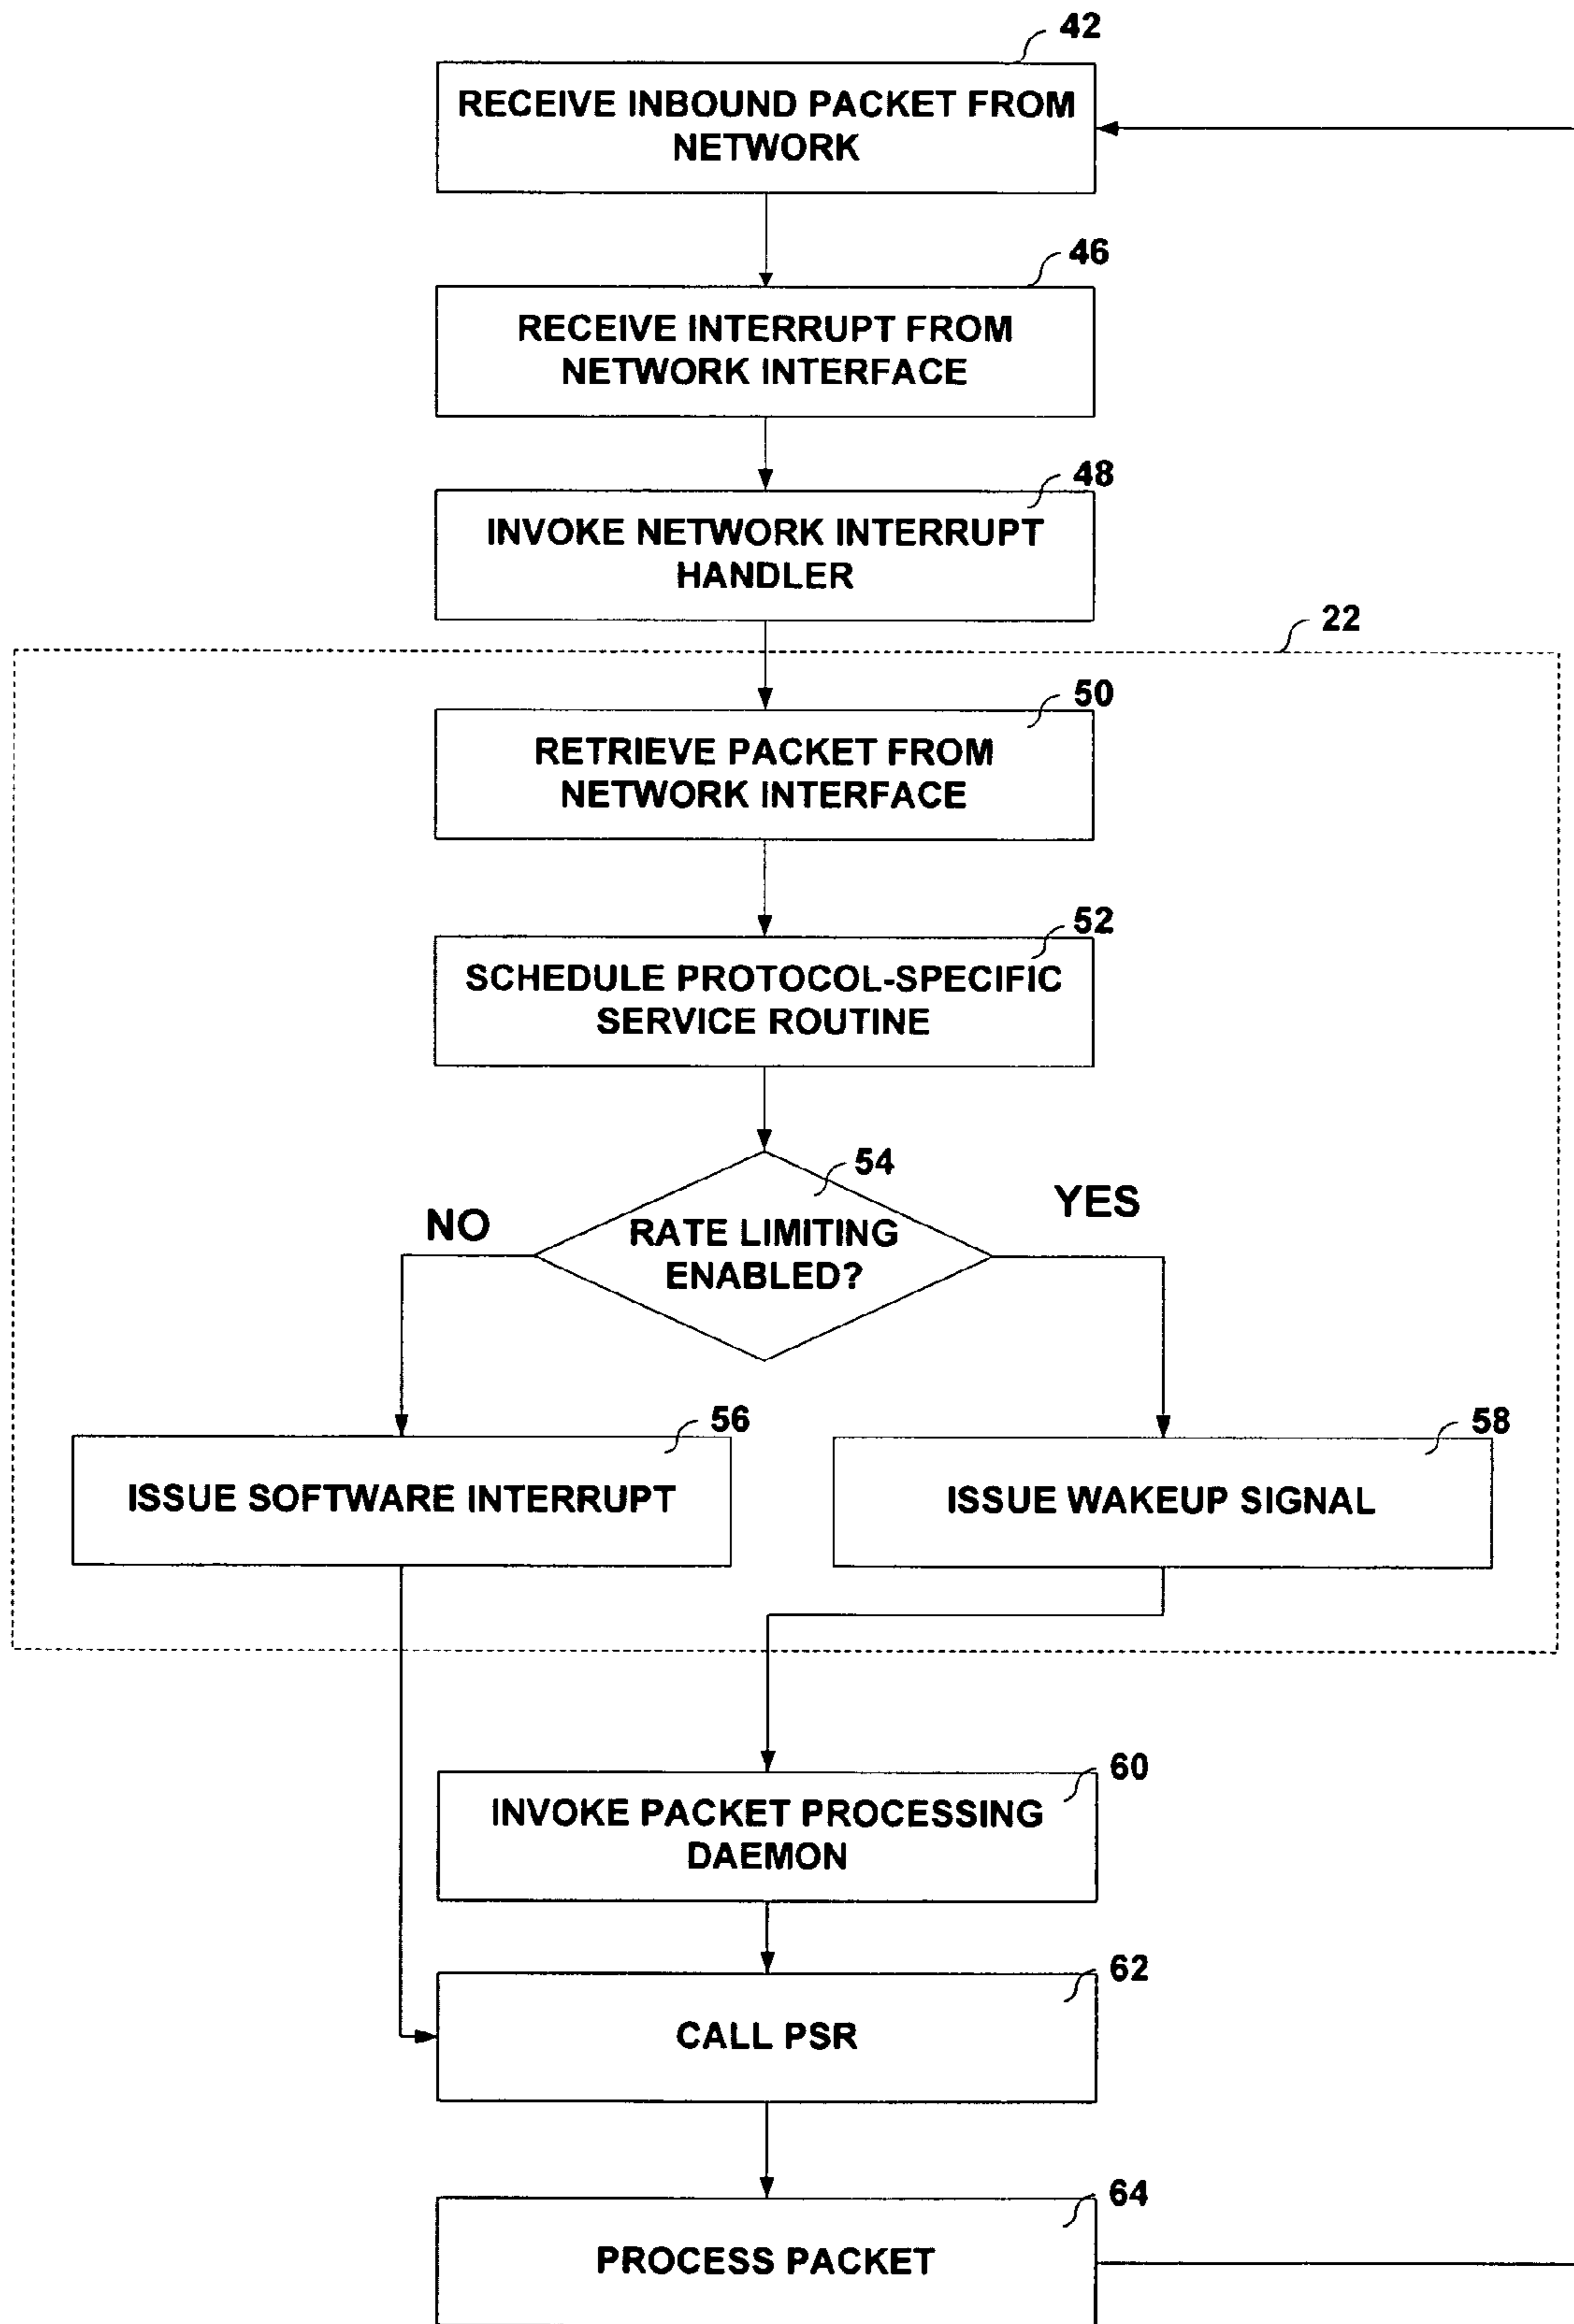 42
RECEIVE INBOUND PACKET FROM
NETWORK
46
RECEIVE INTERRUPT FROM
NETWORK INTERFACE
48
INVOKE NETWORK INTERRUPT
HANDLER
22
50
RETRIEVE PACKET FROM
NETWORK INTERFACE
52
SCHEDULE PROTOCOL-SPECIFIC
SERVICE ROUTINE
54
RATE LIMITING
ENABLED?
NO
YES
56
ISSUE SOFTWARE INTERRUPT
58
ISSUE WAKEUP SIGNAL
60
INVOKE PACKET PROCESSING
DAEMON
62
CALL PSR
64
PROCESS PACKET